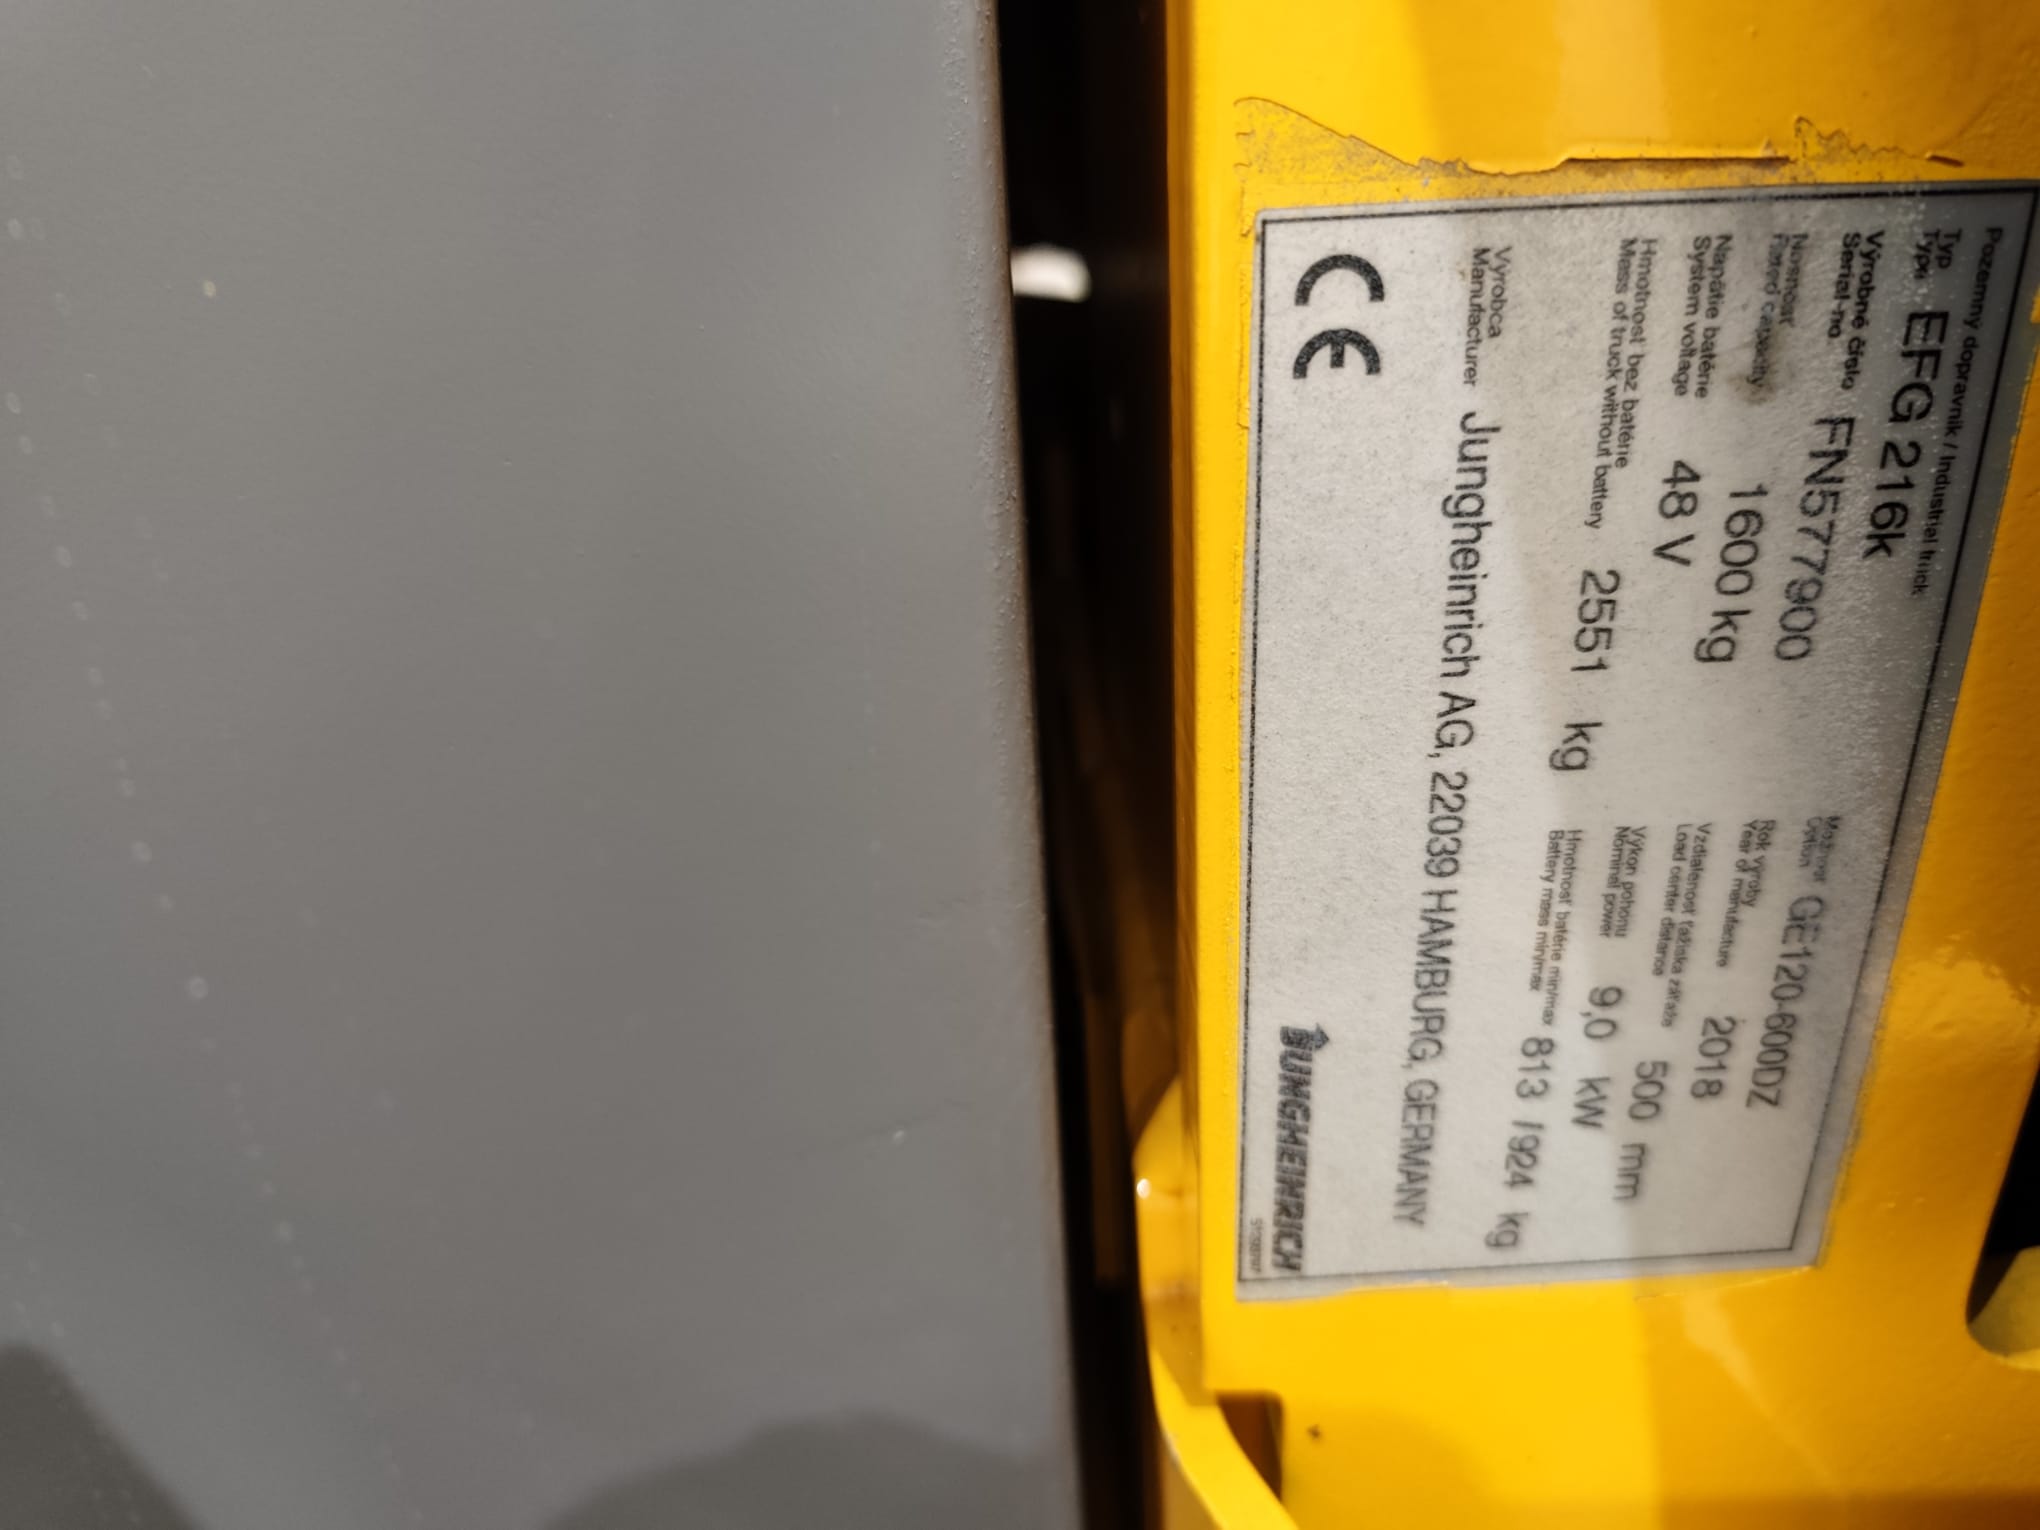 Pozemný dopravník / Industrial truck
Typ
Type EFG 216k
Možnosť
Option GE120-600DZ
Výrobné číslo
Serial-no FN577900
Rok výroby
Year of manufacture 2018
Nosnosť
Rated capacity 1600 kg
Vzdialenosť ťažiska záťaže
Load center distance 500 mm
Napätie batérie
System voltage 48 V
Výkon pohonu
Nominal power 9,0 kW
Hmotnosť bez batérie
Mass of truck without battery 2551 kg
Hmotnosť batérie min/max
Battery mass min/max 813 / 924 kg
Výrobca
Manufacturer Jungheinrich AG, 22039 HAMBURG, GERMANY
CE
JUNGHEINRICH